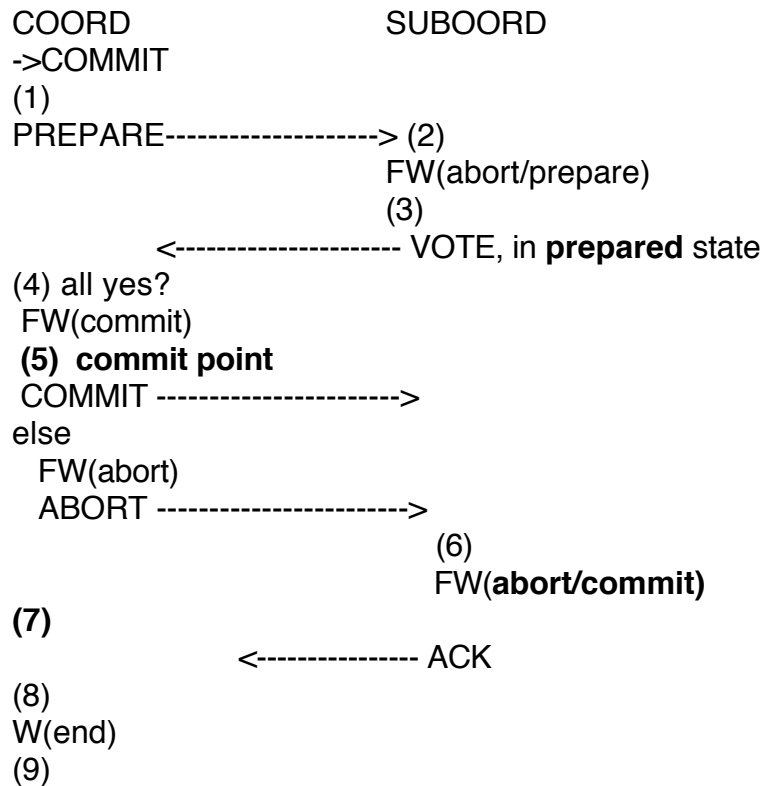 COORD SUBOORD
->COMMIT
(1)
PREPARE--------------------> (2)
FW(abort/prepare)
(3)
<--------------------- VOTE, in prepared state
(4) all yes?
FW(commit)
(5) commit point
COMMIT ----------------------->
else
FW(abort)
ABORT ------------------------>
(6)
FW(abort/commit)
(7)
<---------------- ACK
(8)
W(end)
(9)